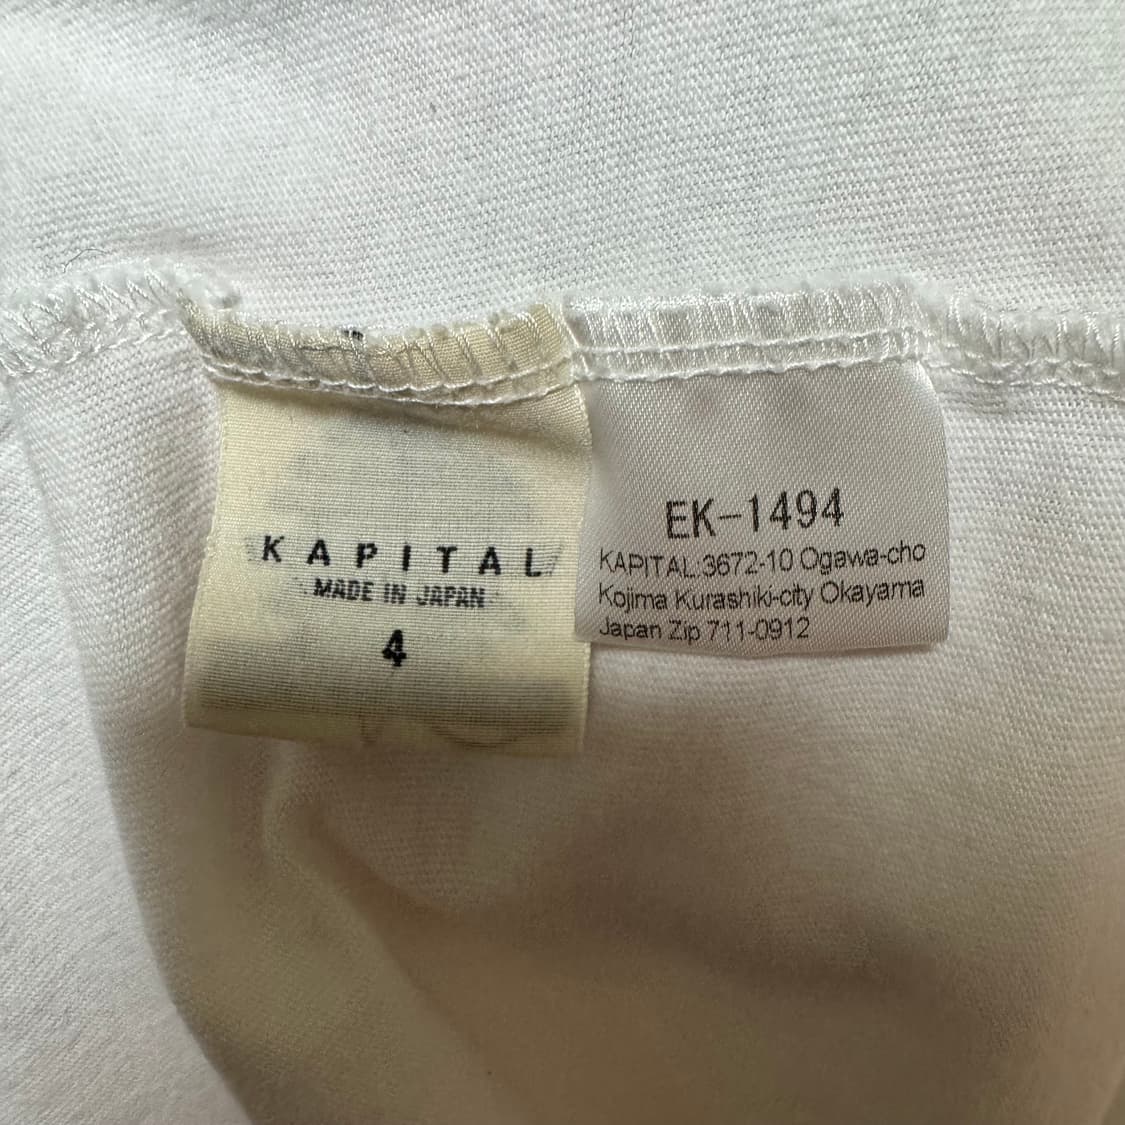 KAPITAL
MADE IN JAPAN
4
EK-1494
KAPITAL:3672-10 Ogawa-cho
Kojima Kurashiki-city Okayama
Japan Zip 711-0912